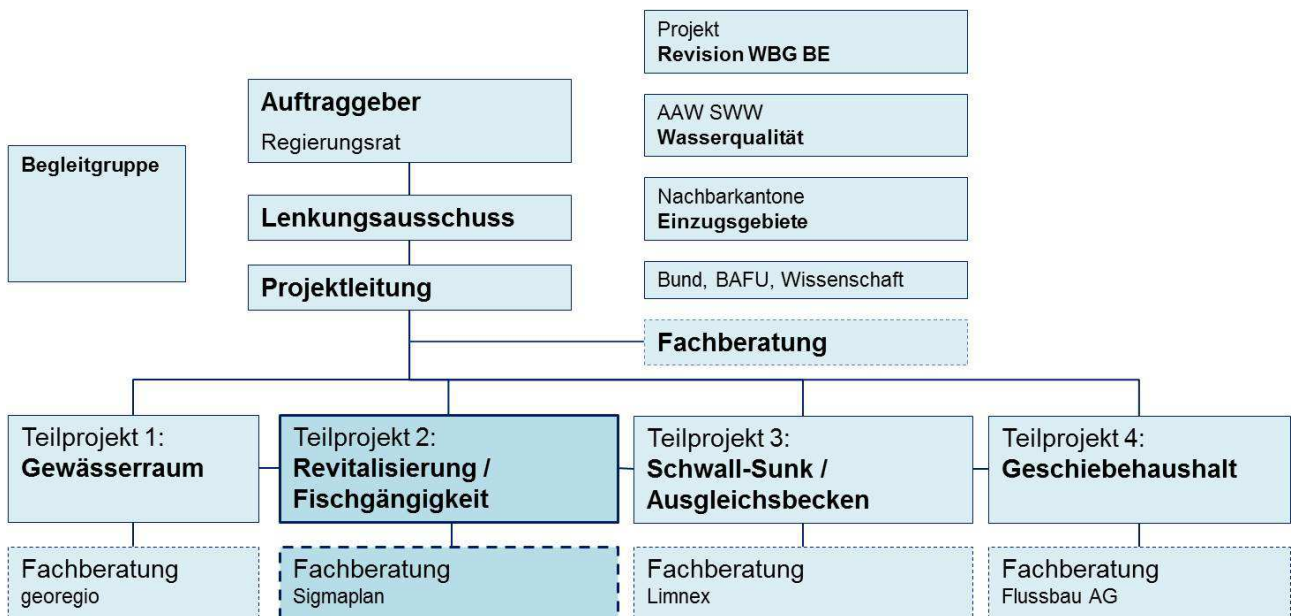 Projekt
Revision WBG BE
Auftraggeber
Regierungsrat
AAW SWW
Wasserqualität
Begleitgruppe
Lenkungsausschuss
Nachbarkantone
Einzugsgebiete
Projektleitung
Bund, BAFU, Wissenschaft
Fachberatung
Teilprojekt 1:
Gewässerraum
Teilprojekt 2:
Revitalisierung /
Fischgängigkeit
Teilprojekt 3:
Schwall-Sunk /
Ausgleichsbecken
Teilprojekt 4:
Geschiebehaushalt
Fachberatung
georegio
Fachberatung
Sigmaplan
Fachberatung
Limnex
Fachberatung
Flussbau AG